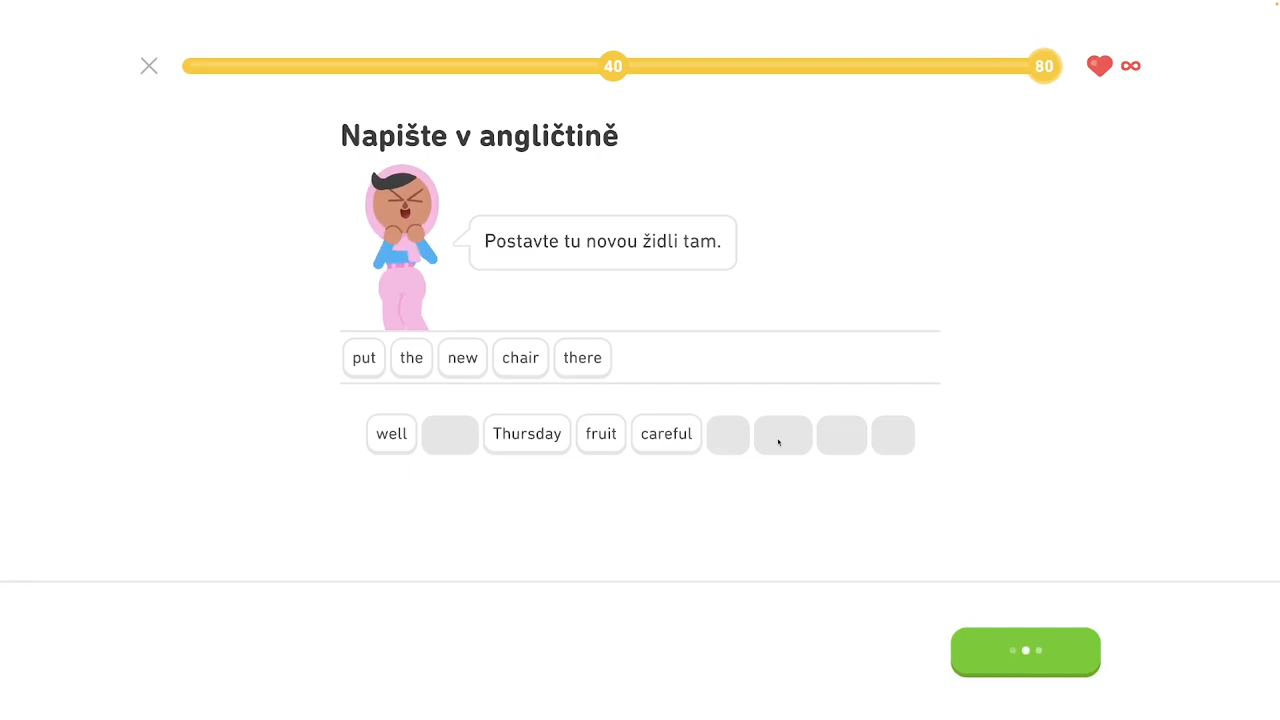 40 80 ∞
Napište v angličtině
Postavte tu novou židli tam.
put the new chair there
well Thursday fruit careful